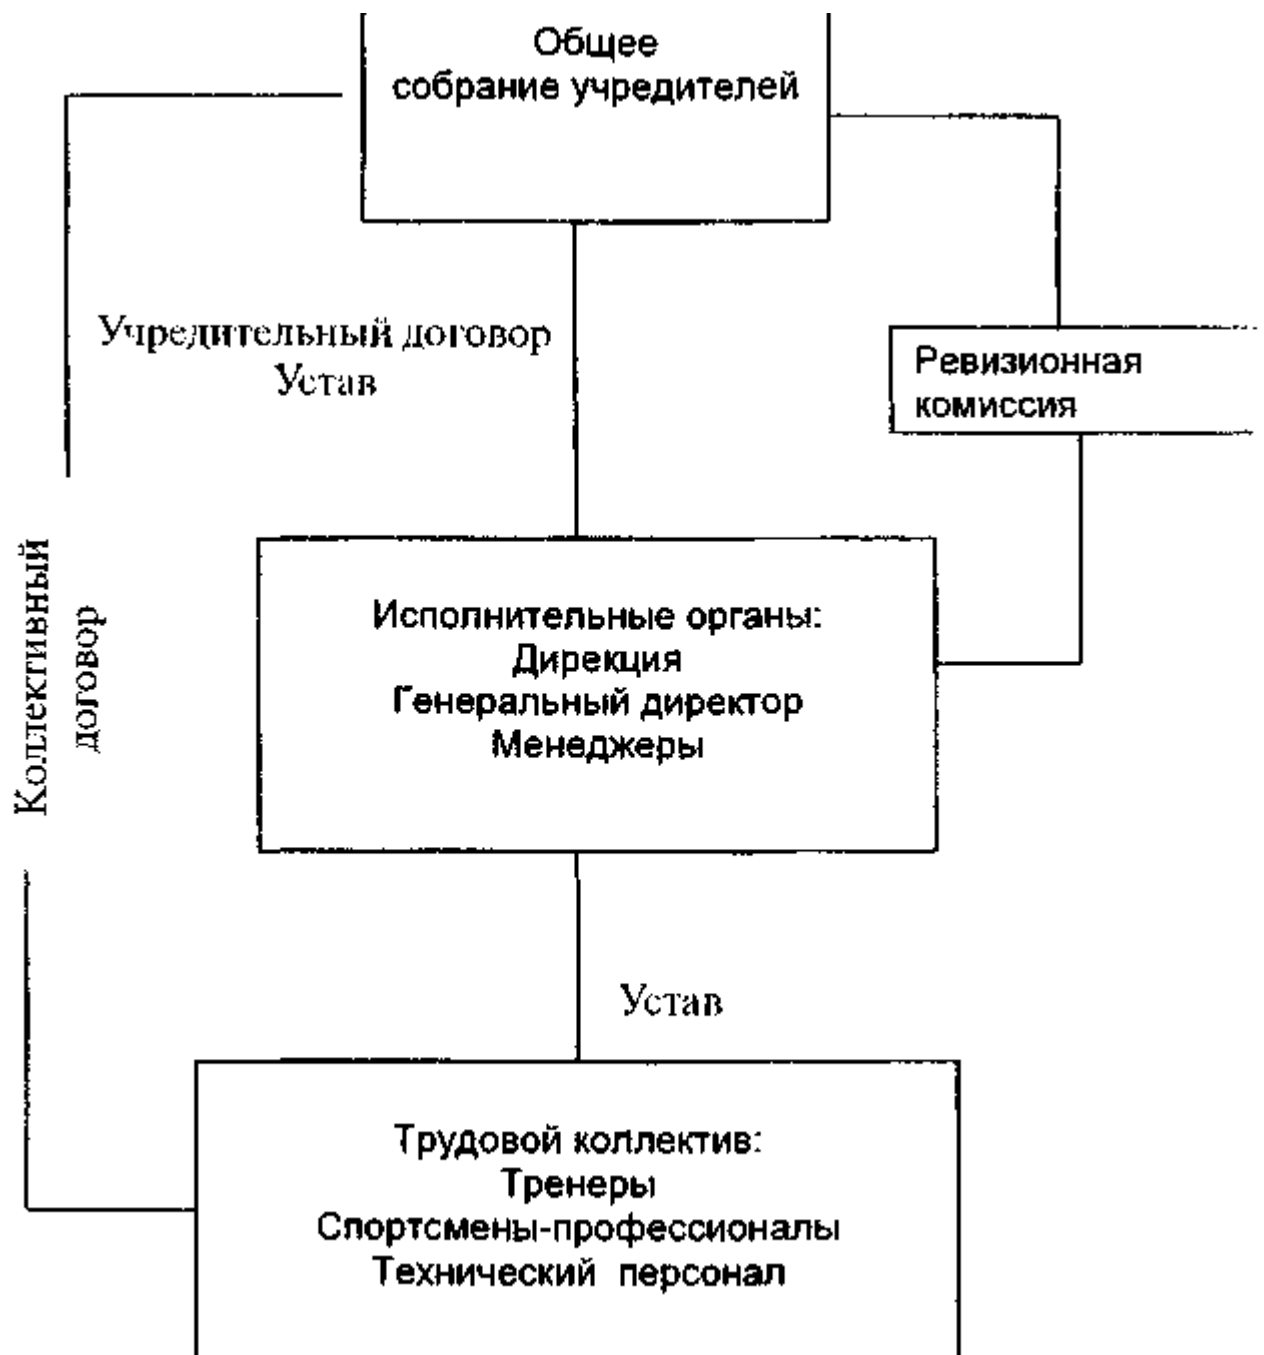 Общее
собрание учредителей
Учредительный договор
Устав
Ревизионная
комиссия
Коллективный
договор
Исполнительные органы:
Дирекция
Генеральный директор
Менеджеры
Устав
Трудовой коллектив:
Тренеры
Спортсмены-профессионалы
Технический персонал